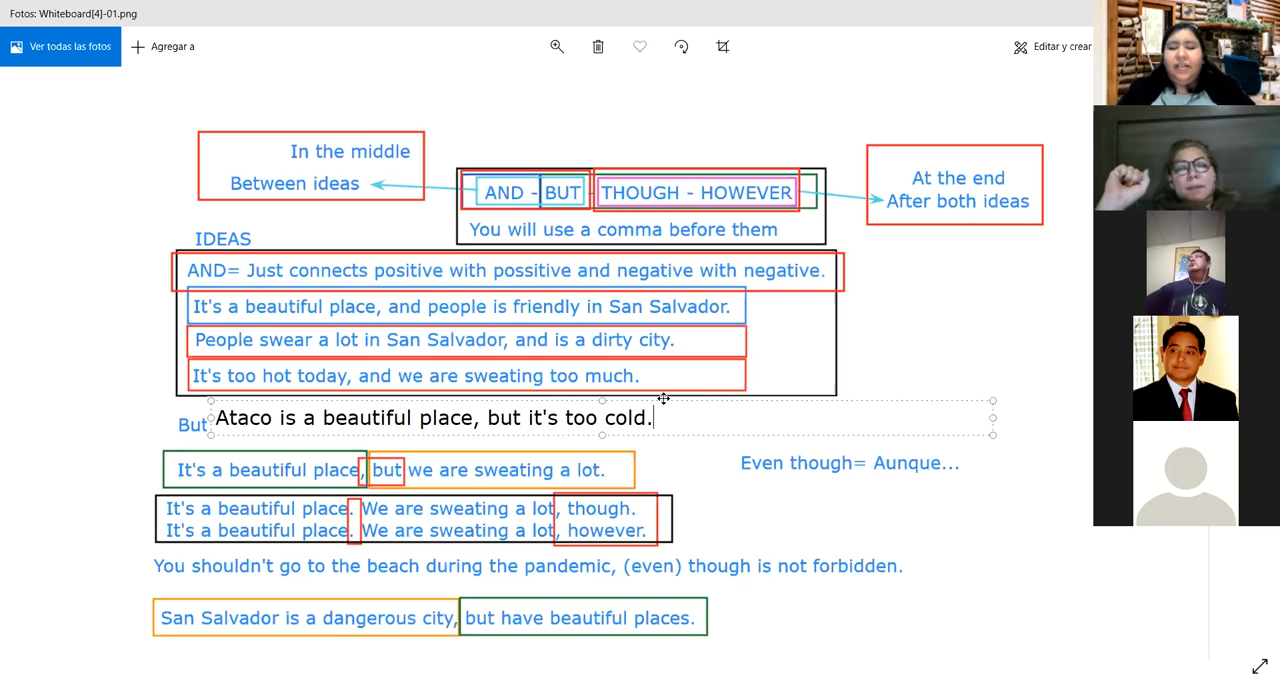 Fotos: Whiteboard[4]-01.png
Ver todas las fotos
Agregar a
Editar y crear
In the middle
Between ideas
AND - BUT - THOUGH - HOWEVER
You will use a comma before them
At the end
After both ideas
IDEAS
AND= Just connects positive with possitive and negative with negative.
It's a beautiful place, and people is friendly in San Salvador.
People swear a lot in San Salvador, and is a dirty city.
It's too hot today, and we are sweating too much.
But
Ataco is a beautiful place, but it's too cold.
It's a beautiful place, but we are sweating a lot.
Even though= Aunque...
It's a beautiful place. We are sweating a lot, though.
It's a beautiful place. We are sweating a lot, however.
You shouldn't go to the beach during the pandemic, (even) though is not forbidden.
San Salvador is a dangerous city, but have beautiful places.